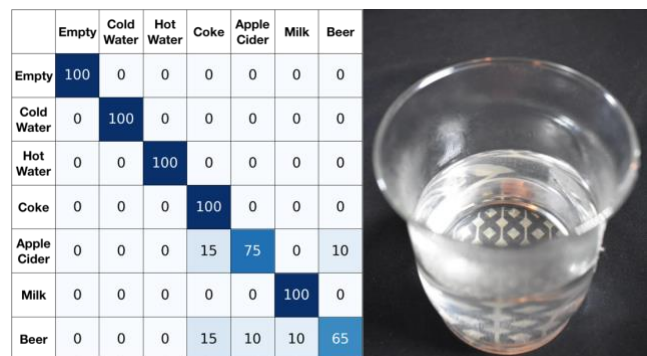 Empty Cold Water Hot Water Coke Apple Cider Milk Beer
Empty 100 0 0 0 0 0 0
Cold Water 0 100 0 0 0 0 0
Hot Water 0 0 100 0 0 0 0
Coke 0 0 0 100 0 0 0
Apple Cider 0 0 0 15 75 0 10
Milk 0 0 0 0 0 100 0
Beer 0 0 0 15 10 10 65